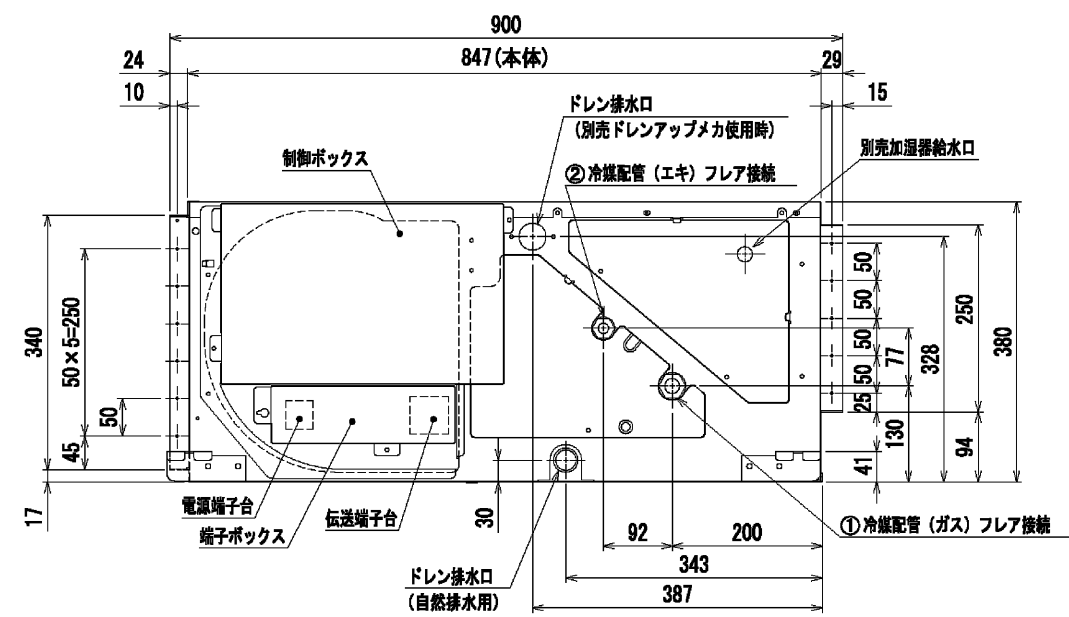 900
24
847(本体)
29
10
15
ドレン排水口
(別売ドレンアップメカ使用時)
制御ボックス
②冷媒配管(エキ)フレア接続
別売加湿器給水口
340
50×5=250
50
45
17
50
50
50
50
25
77
130
328
250
94
41
380
電源端子台
端子ボックス
伝送端子台
30
92
200
①冷媒配管(ガス)フレア接続
343
387
ドレン排水口
(自然排水用)